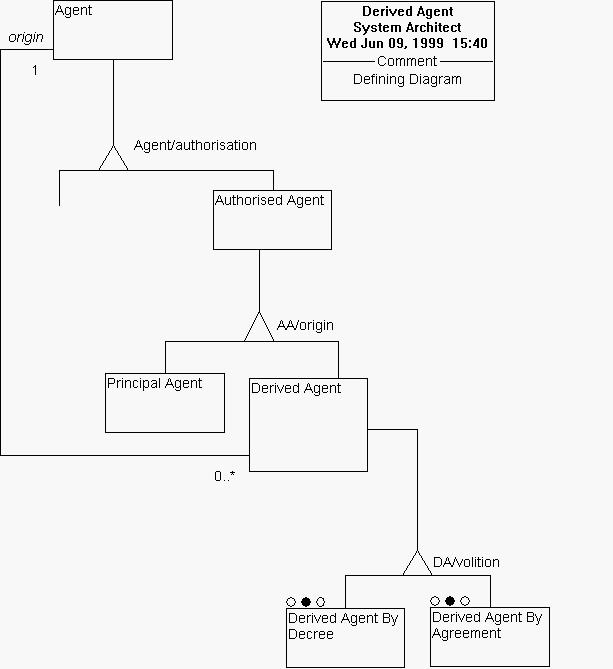 Agent
Derived Agent
System Architect
Wed Jun 09, 1999 15:40
Comment
Defining Diagram
origin
1
Agent/authorisation
Authorised Agent
AA/origin
Principal Agent
Derived Agent
0..*
DA/volition
Derived Agent By
Decree
Derived Agent By
Agreement